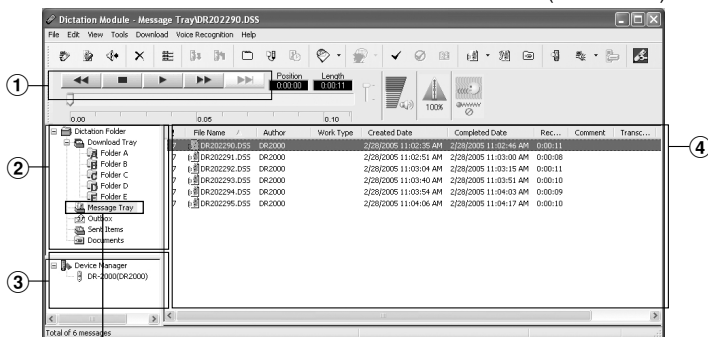 Dictation Module - Message Tray\DR202290.DSS
File Edit View Tools Download Voice Recognition Help
Position Length
0:00:00 0:00:11
100%
0.00 0.05 0.10
Dictation Folder
Download Tray
Folder A
Folder B
Folder C
Folder D
Folder E
Message Tray
Outbox
Sent Items
Documents
Device Manager
DR-2000(DR2000)
File Name / Author Work Type Created Date Completed Date Rec... Comment Transc...
7 DR202290.DSS DR2000 2/28/2005 11:02:35 AM 2/28/2005 11:02:46 AM 0:00:11
7 DR202291.DSS DR2000 2/28/2005 11:02:51 AM 2/28/2005 11:03:00 AM 0:00:08
7 DR202292.DSS DR2000 2/28/2005 11:03:04 AM 2/28/2005 11:03:15 AM 0:00:11
7 DR202293.DSS DR2000 2/28/2005 11:03:40 AM 2/28/2005 11:03:51 AM 0:00:10
7 DR202294.DSS DR2000 2/28/2005 11:03:54 AM 2/28/2005 11:04:03 AM 0:00:09
7 DR202295.DSS DR2000 2/28/2005 11:04:06 AM 2/28/2005 11:04:17 AM 0:00:10
Total of 6 messages
1
2
3
4